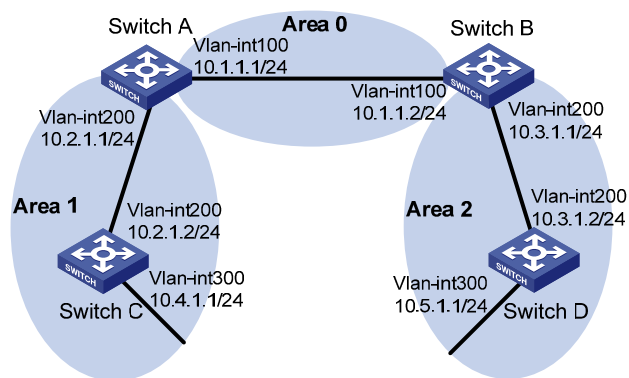 Switch A
Area 0
Switch B
Vlan-int100
10.1.1.1/24
SWITCH
Vlan-int100
10.1.1.2/24
SWITCH
Vlan-int200
10.2.1.1/24
Vlan-int200
10.3.1.1/24
Area 1
Vlan-int200
10.2.1.2/24
Area 2
Vlan-int200
10.3.1.2/24
SWITCH
Vlan-int300
10.4.1.1/24
Switch C
Vlan-int300
10.5.1.1/24
SWITCH
Switch D